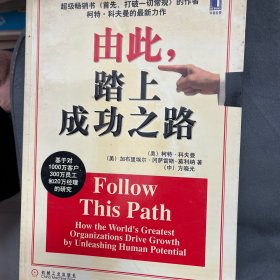 超级畅销书《首先,打破一切常规》的作者
柯特·科夫曼的最新力作
由此,
踏上
成功之路
(美) 柯特·科夫曼
(美) 加布里埃尔·冈萨雷斯-莫利纳 著
(中) 方晓光
基于对
1000万客户、
300万员工
和20万经理
的研究
Follow
This Path
How the World's Greatest
Organizations Drive Growth
by Unleashing Human Potential
机械工业出版社